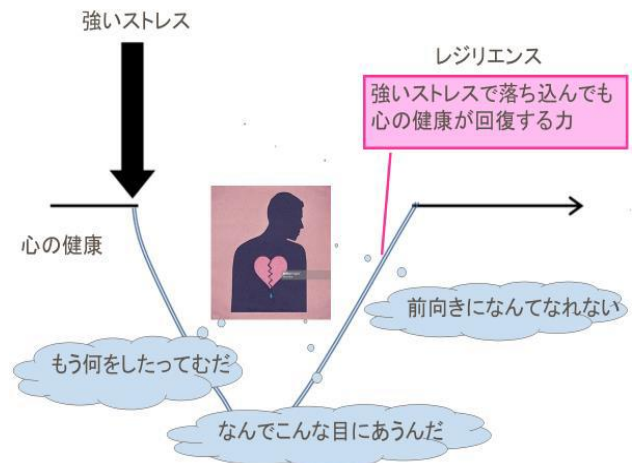 強いストレス
レジリエンス
強いストレスで落ち込んでも
心の健康が回復する力
心の健康
前向きになんてなれない
もう何をしたってむだ
なんでこんな目にあうんだ